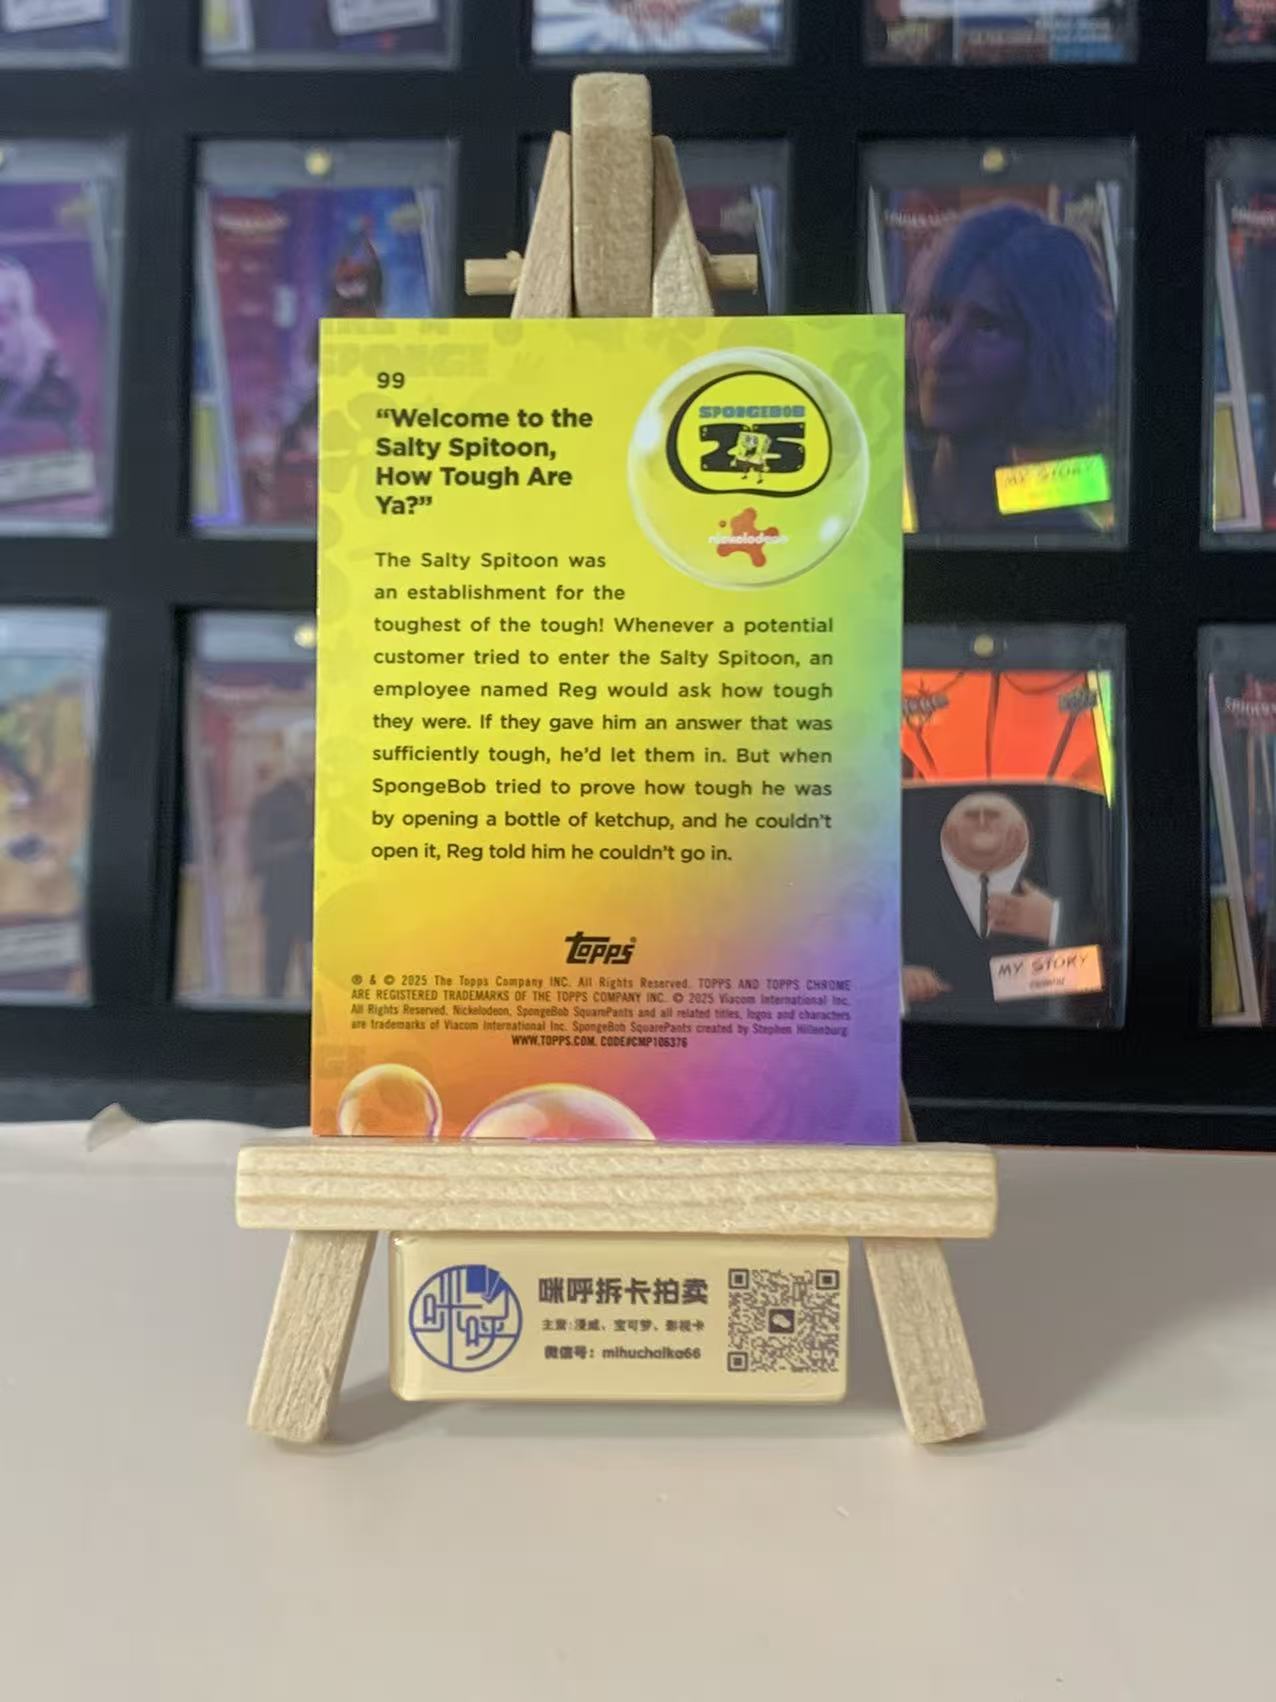 99
“Welcome to the
Salty Spitoon,
How Tough Are
Ya?”
SPONGEBOB
25
nickelodeon
The Salty Spitoon was
an establishment for the
toughest of the tough! Whenever a potential
customer tried to enter the Salty Spitoon, an
employee named Reg would ask how tough
they were. If they gave him an answer that was
sufficiently tough, he’d let them in. But when
SpongeBob tried to prove how tough he was
by opening a bottle of ketchup, and he couldn’t
open it, Reg told him he couldn’t go in.
topps
® & © 2025 The Topps Company INC. All Rights Reserved. TOPPS AND TOPPS CHROME
ARE REGISTERED TRADEMARKS OF THE TOPPS COMPANY INC. © 2025 Viacom International Inc.
All Rights Reserved. Nickelodeon, SpongeBob SquarePants and all related titles, logos and characters
are trademarks of Viacom International Inc. SpongeBob SquarePants created by Stephen Hillenburg.
WWW.TOPPS.COM. CODE#CMP106376
MY STORY
MY STORY
咪呼
咪呼拆卡拍卖
主营:漫威、宝可梦、影视卡
微信号：mihuchaika66